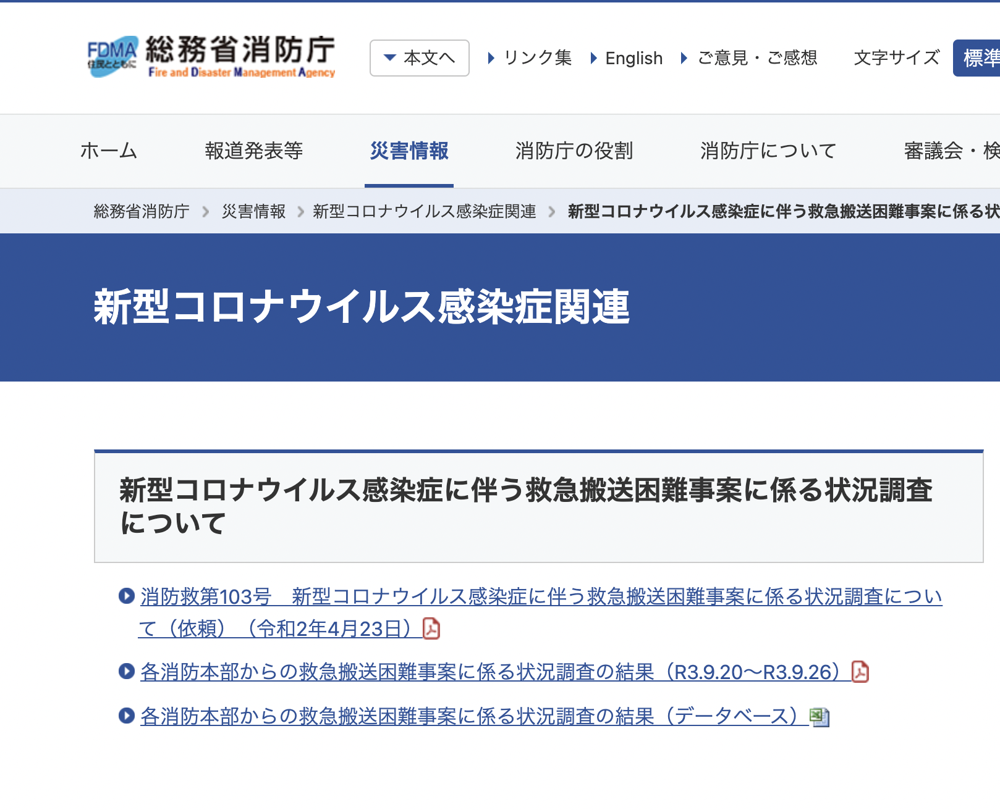 FDMA
住民とともに
総務省消防庁
Fire and Disaster Management Agency
本文へ
リンク集
English
ご意見・ご感想
文字サイズ
標準
ホーム
報道発表等
災害情報
消防庁の役割
消防庁について
審議会・検
総務省消防庁
災害情報
新型コロナウイルス感染症関連
新型コロナウイルス感染症に伴う救急搬送困難事案に係る状
新型コロナウイルス感染症関連
新型コロナウイルス感染症に伴う救急搬送困難事案に係る状況調査
について
消防救第103号　新型コロナウイルス感染症に伴う救急搬送困難事案に係る状況調査につい
て（依頼）（令和2年4月23日）
各消防本部からの救急搬送困難事案に係る状況調査の結果（R3.9.20〜R3.9.26）
各消防本部からの救急搬送困難事案に係る状況調査の結果（データベース）